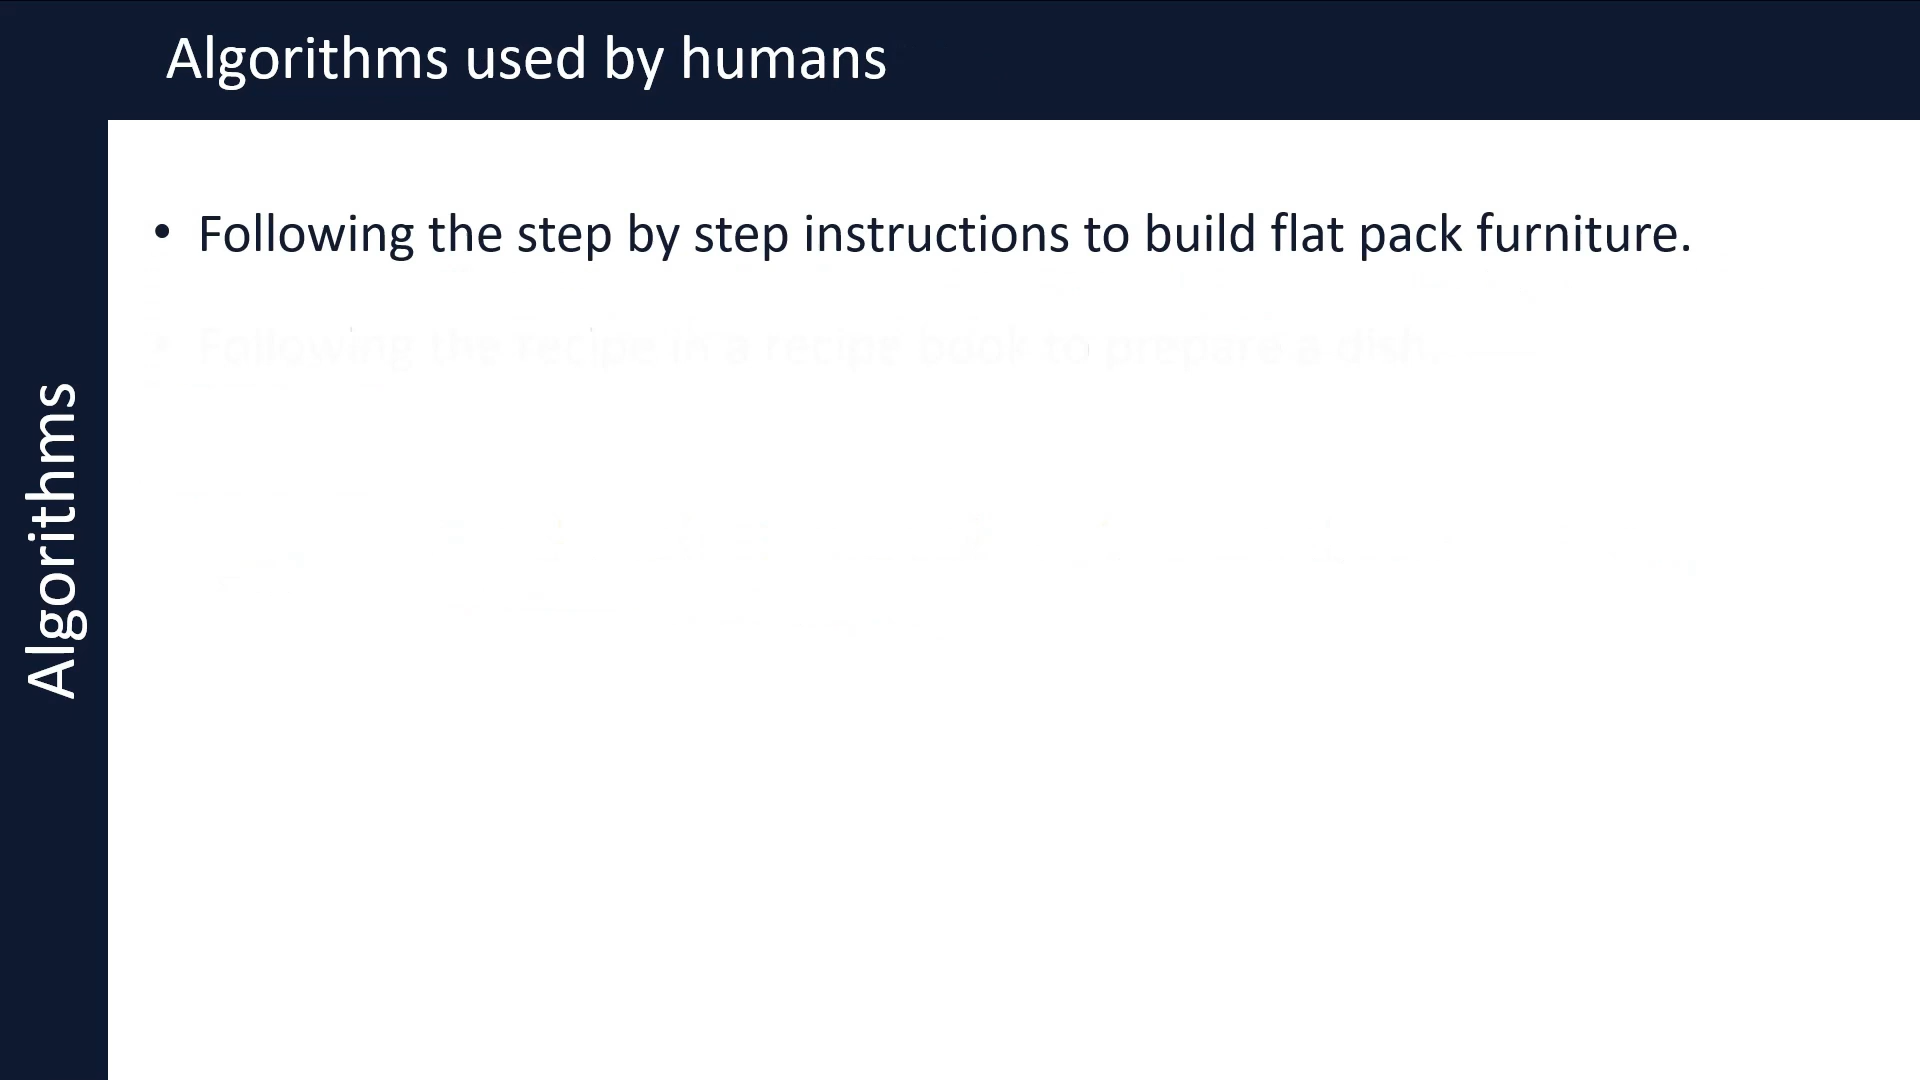 Algorithms used by humans
• Following the step by step instructions to build flat pack furniture.
• Following the recipe in a recipe book to prepare a dish.
Algorithms